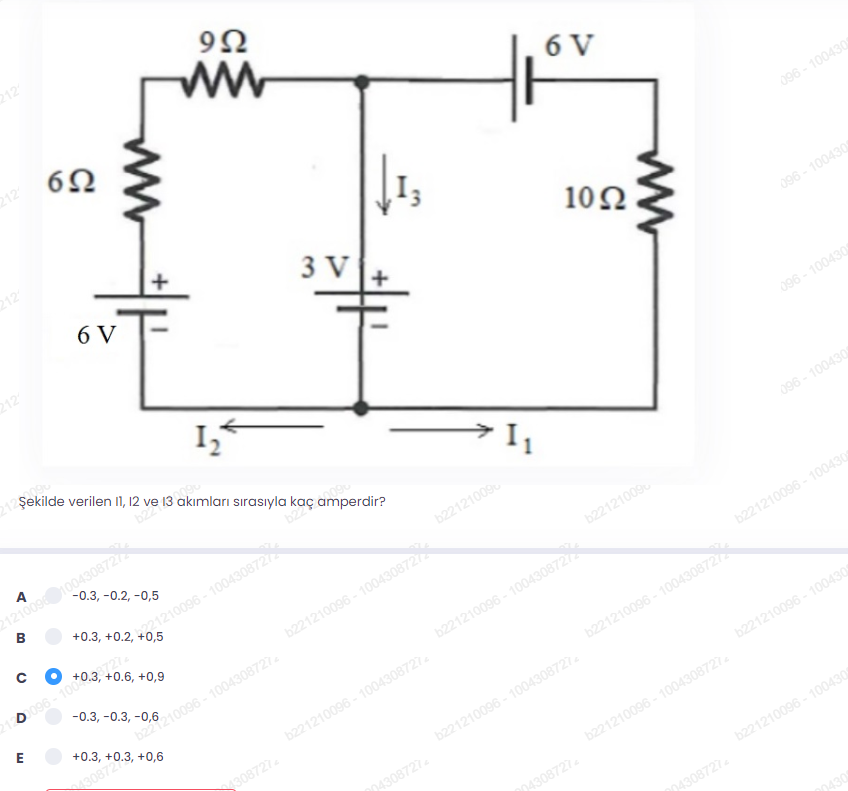 9Ω
6 V
6Ω
I3
10Ω
3 V
+
+
6 V
−
−
I2
I1
Şekilde verilen I1, I2 ve I3 akımları sırasıyla kaç amperdir?
A -0.3, -0.2, -0,5
B +0.3, +0.2, +0,5
C +0.3, +0.6, +0,9
D -0.3, -0.3, -0,6
E +0.3, +0.3, +0,6
b221210096 - 1004308727